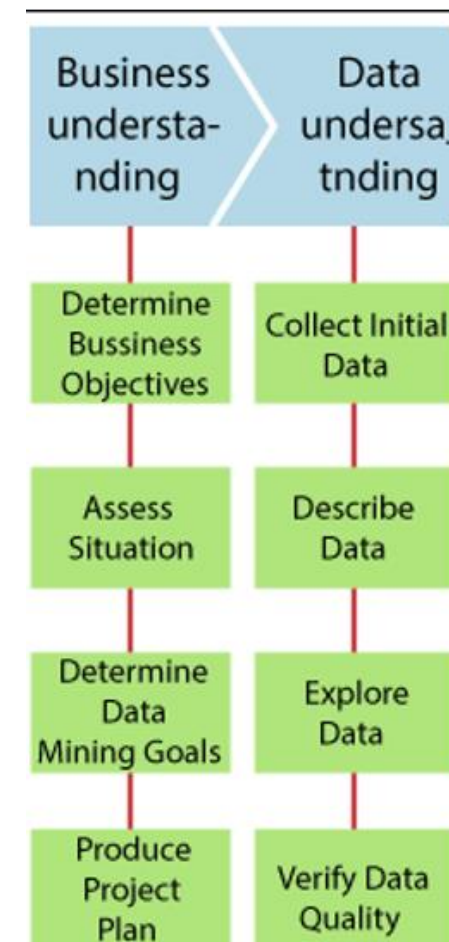 Business
understa-
nding
Data
undersa,
tnding
Determine
Bussiness
Objectives
Collect Initial
Data
Assess
Situation
Describe
Data
Determine
Data
Mining Goals
Explore
Data
Produce
Project
Plan
Verify Data
Quality